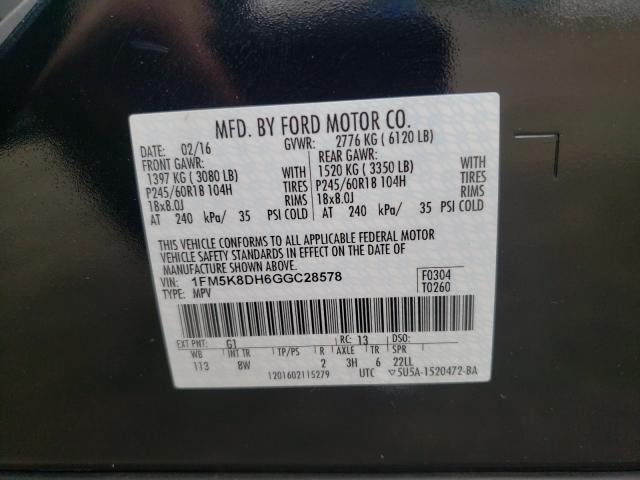 MFD. BY FORD MOTOR CO.
DATE: 02/16 GVWR: 2776 KG ( 6120 LB)
FRONT GAWR: REAR GAWR:
1397 KG ( 3080 LB) WITH 1520 KG ( 3350 LB) WITH
P245/60R18 104H TIRES P245/60R18 104H TIRES
18x8.0J RIMS 18x8.0J RIMS
AT 240 kPa/ 35 PSI COLD AT 240 kPa/ 35 PSI COLD
THIS VEHICLE CONFORMS TO ALL APPLICABLE FEDERAL MOTOR
VEHICLE SAFETY STANDARDS IN EFFECT ON THE DATE OF
MANUFACTURE SHOWN ABOVE.
VIN: 1FM5K8DH6GGC28578 F0304
TYPE: MPV T0260
EXT PNT: G1 RC: 13 DSO:
WB INT TR TP/PS R AXLE TR SPR
113 8W 2 3H 6 22LL
1201602115279 UTC ▽5U5A-1520472-BA